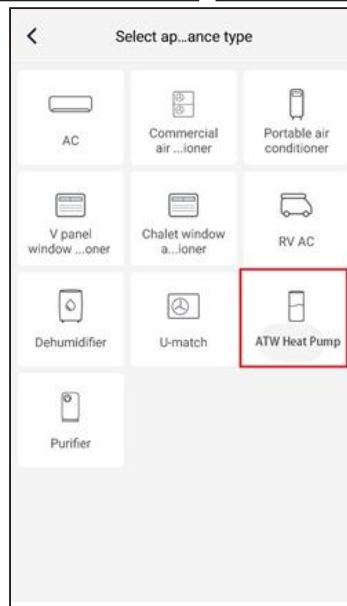 Select ap...ance type
AC
Commercial
air ...ioner
Portable air
conditioner
V panel
window ...oner
Chalet window
a...ioner
RV AC
Dehumidifier
U-match
ATW Heat Pump
Purifier